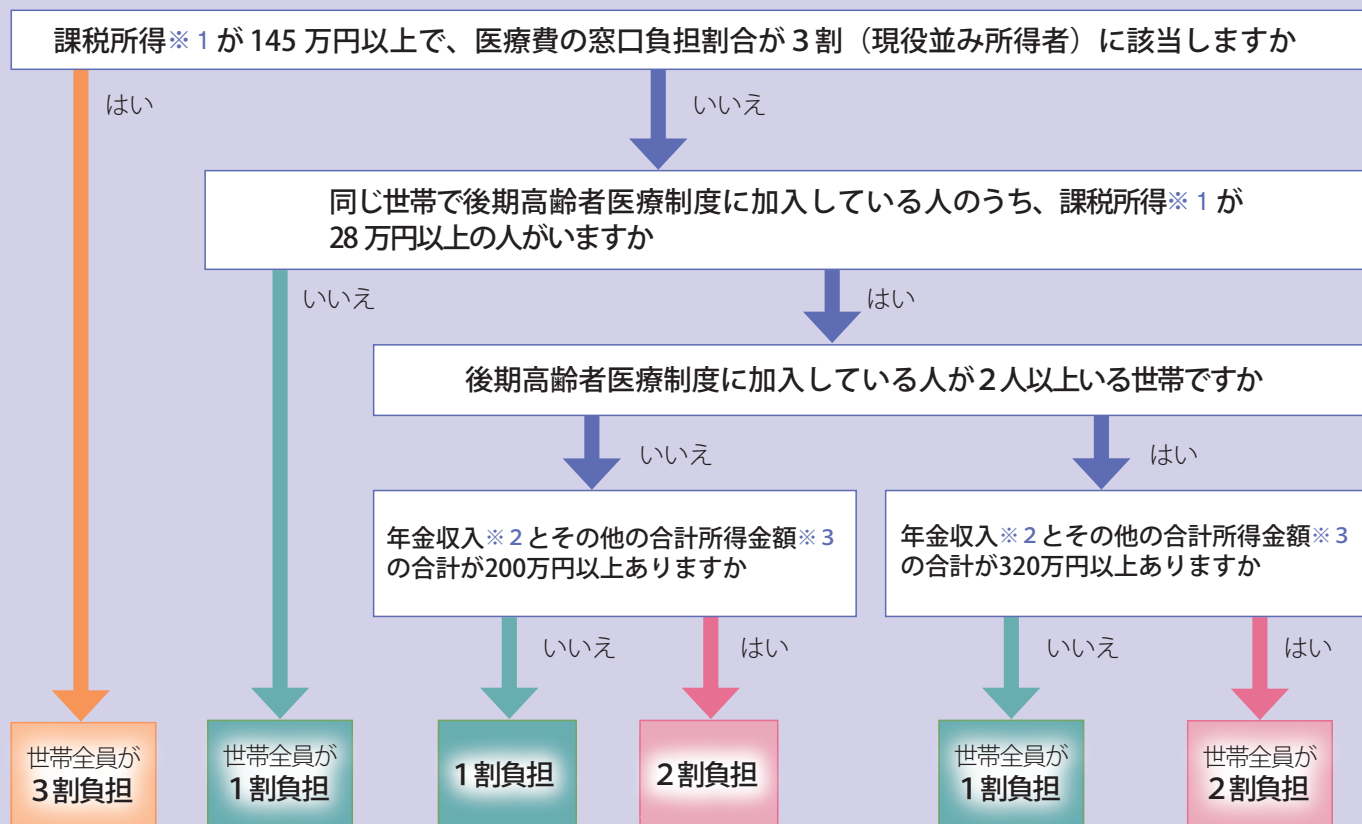 課税所得※1が145万円以上で、医療費の窓口負担割合が3割（現役並み所得者）に該当しますか
はい
いいえ
同じ世帯で後期高齢者医療制度に加入している人のうち、課税所得※1が
28万円以上の人がいますか
いいえ
はい
後期高齢者医療制度に加入している人が2人以上いる世帯ですか
いいえ
はい
年金収入※2とその他の合計所得金額※3
の合計が200万円以上ありますか
年金収入※2とその他の合計所得金額※3
の合計が320万円以上ありますか
いいえ
はい
いいえ
はい
世帯全員が
3割負担
世帯全員が
1割負担
1割負担
2割負担
世帯全員が
1割負担
世帯全員が
2割負担